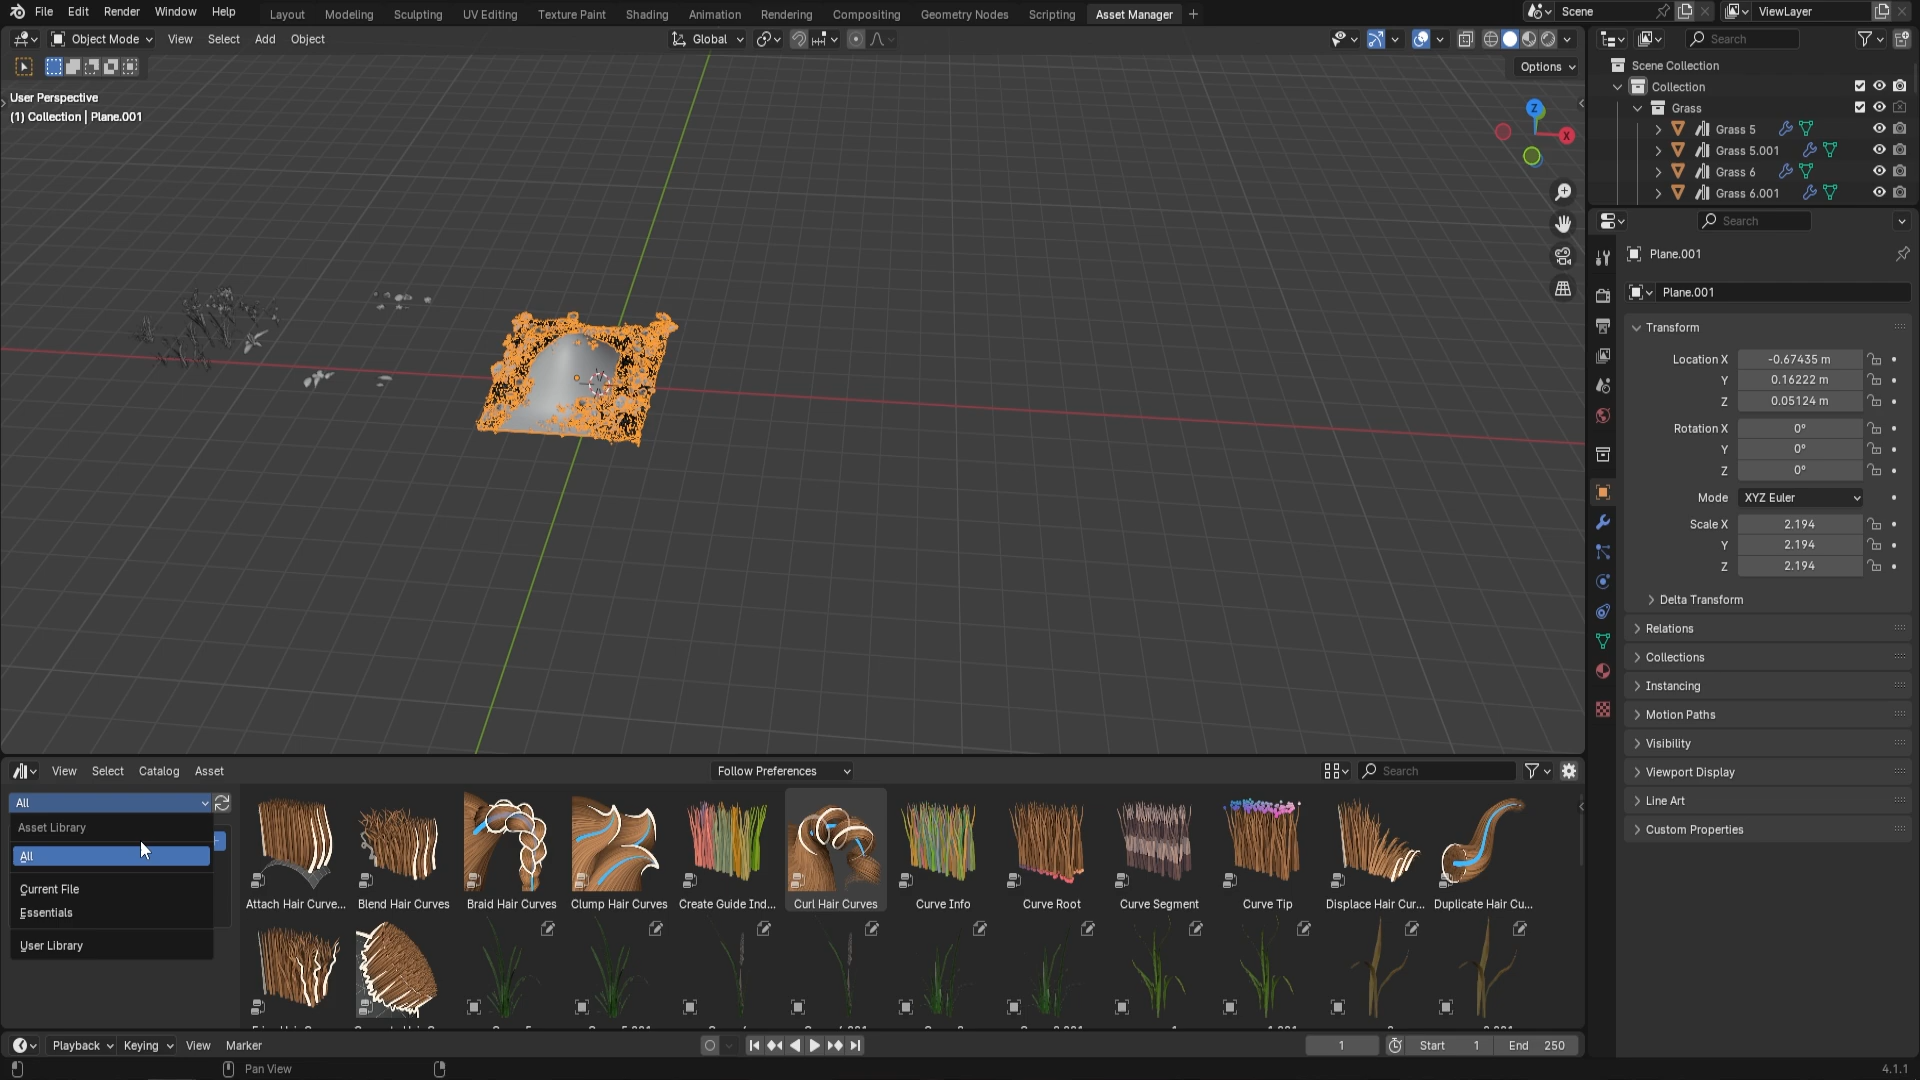 File Edit Render Window Help
Layout Modeling Sculpting UV Editing Texture Paint Shading Animation Rendering Compositing Geometry Nodes Scripting Asset Manager +
Scene
ViewLayer
Object Mode View Select Add Object
Global
Options
User Perspective
(1) Collection | Plane.001
Z
X
Search
Scene Collection
Collection
Grass
Grass 5
Grass 5.001
Grass 6
Grass 6.001
Search
Plane.001
Plane.001
Transform
Location X -0.67435 m
Y 0.16222 m
Z 0.05124 m
Rotation X 0°
Y 0°
Z 0°
Mode XYZ Euler
Scale X 2.194
Y 2.194
Z 2.194
Delta Transform
Relations
Collections
Instancing
Motion Paths
Visibility
Viewport Display
Line Art
Custom Properties
View Select Catalog Asset
Follow Preferences
Search
All
Asset Library
All
Current File
Essentials
User Library
Attach Hair Curve... Blend Hair Curves Braid Hair Curves Clump Hair Curves Create Guide Ind... Curl Hair Curves Curve Info Curve Root Curve Segment Curve Tip Displace Hair Cur... Duplicate Hair Cu...
Playback Keying View Marker
1
Start 1
End 250
Pan View
4.1.1